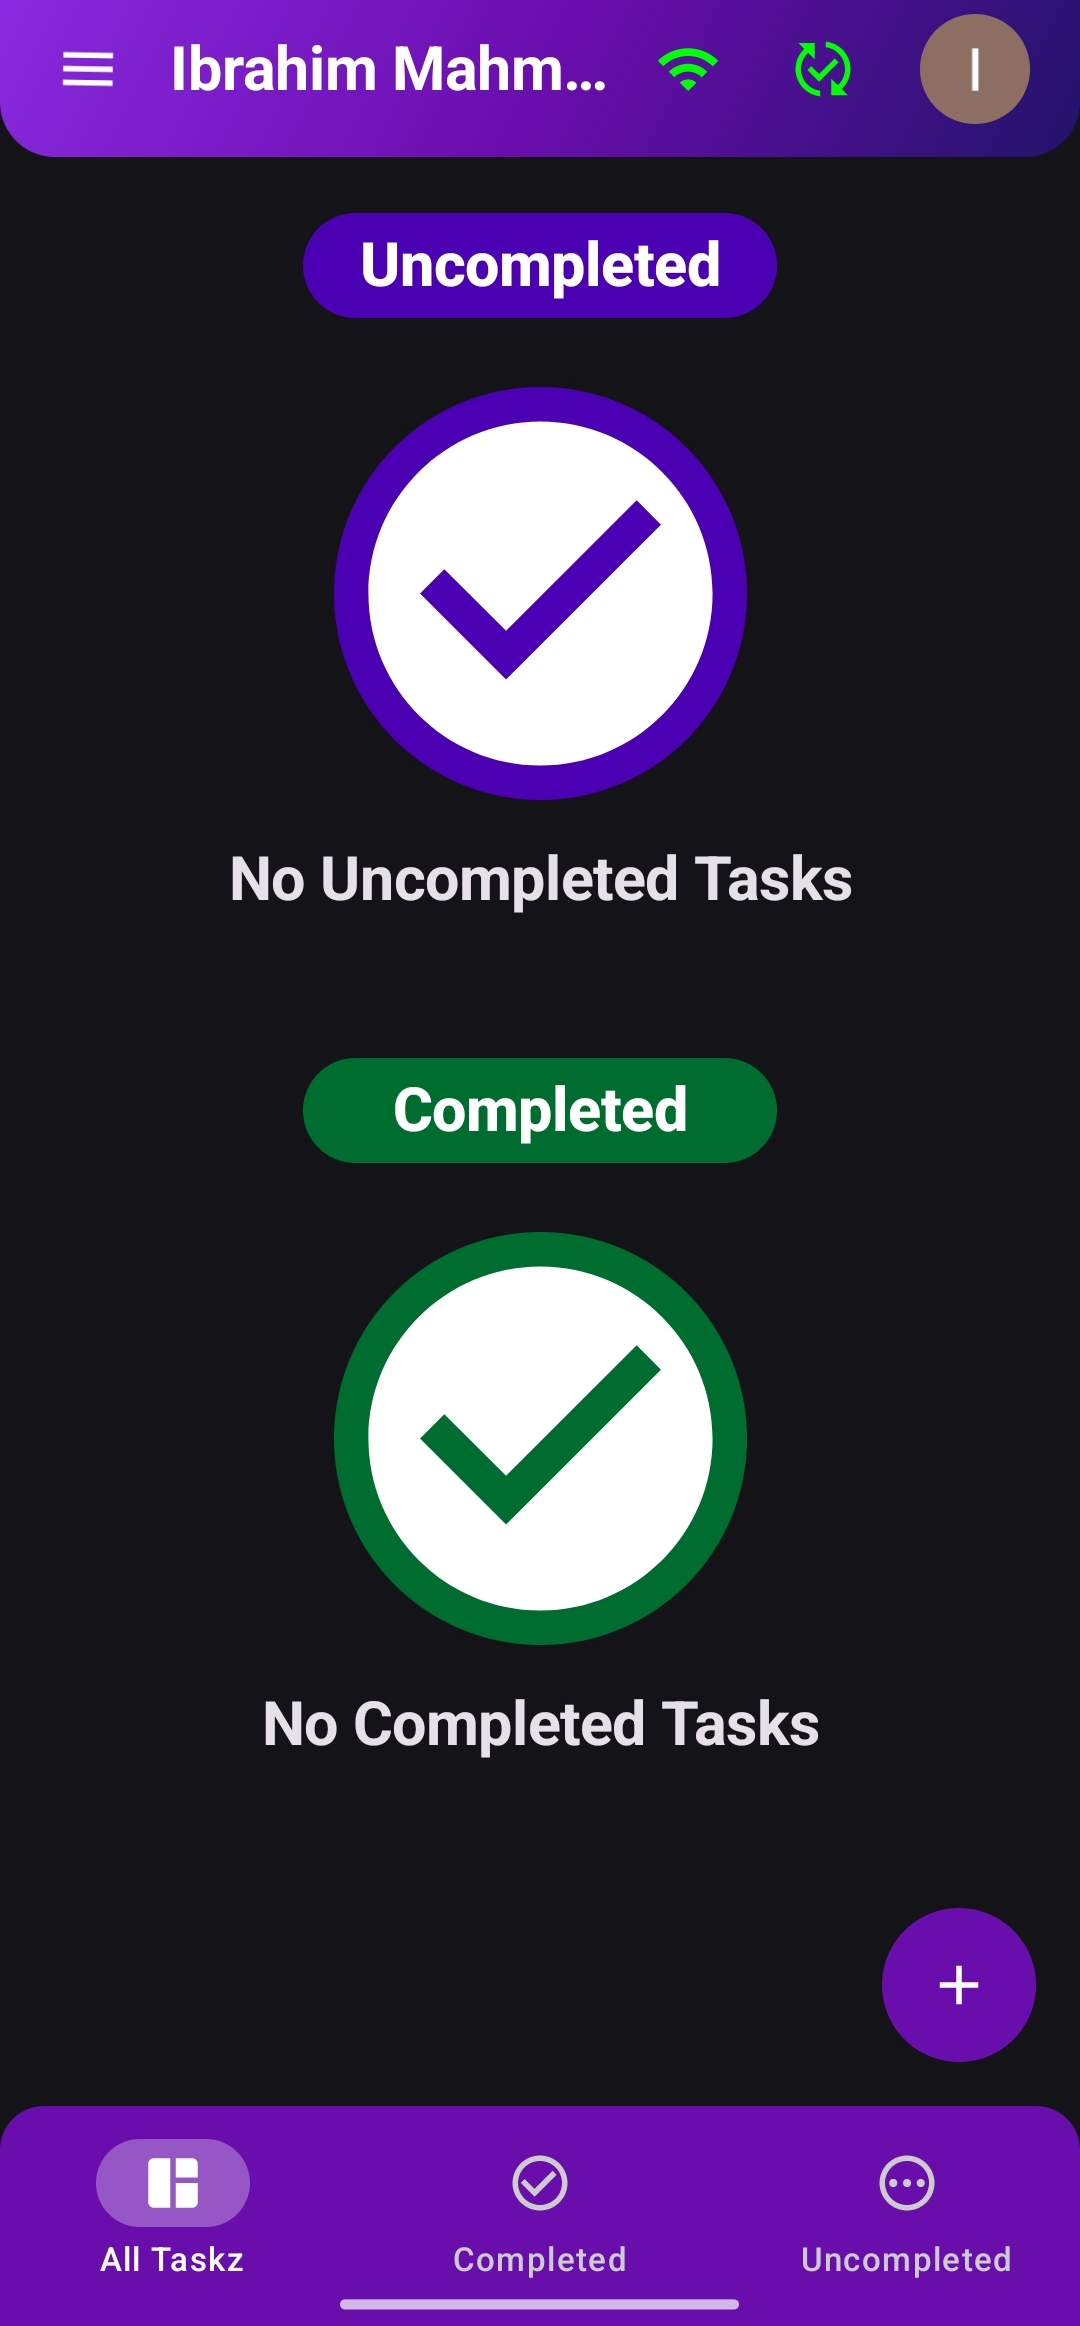 Ibrahim Mahm...
I
Uncompleted
No Uncompleted Tasks
Completed
No Completed Tasks
All Taskz
Completed
Uncompleted